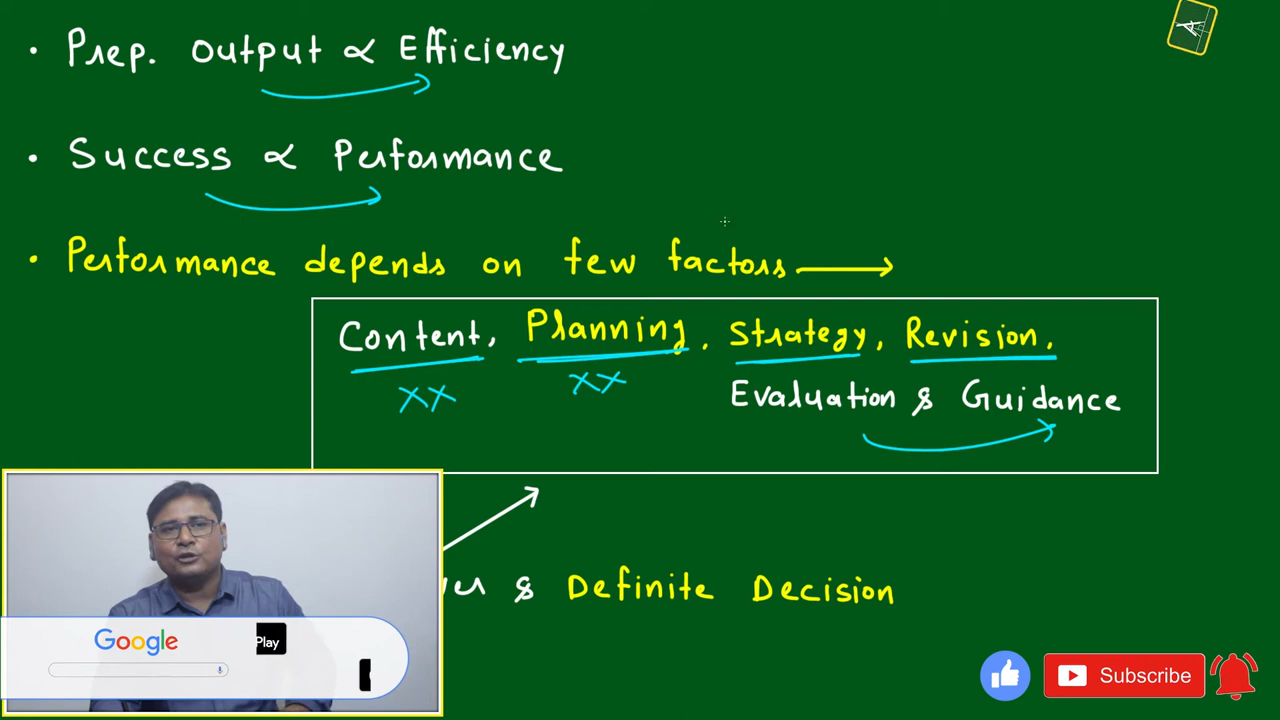 • Prep. Output ∝ Efficiency
• Success ∝ Performance
• Performance depends on few factors ⟶
Content, Planning, Strategy, Revision,
xx xx
Evaluation & Guidance
& Definite Decision
Google
Play
Subscribe